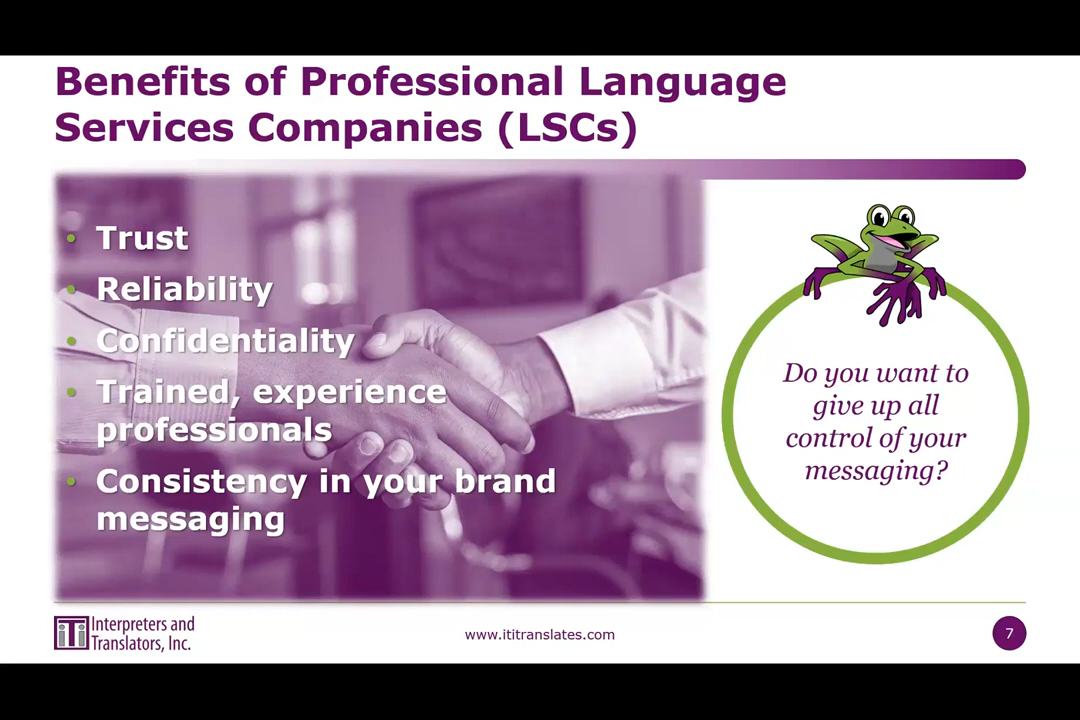 Benefits of Professional Language
Services Companies (LSCs)
• Trust
• Reliability
• Confidentiality
• Trained, experience
professionals
• Consistency in your brand
messaging
Do you want to
give up all
control of your
messaging?
iTi Interpreters and
Translators, Inc.
www.ititranslates.com
7